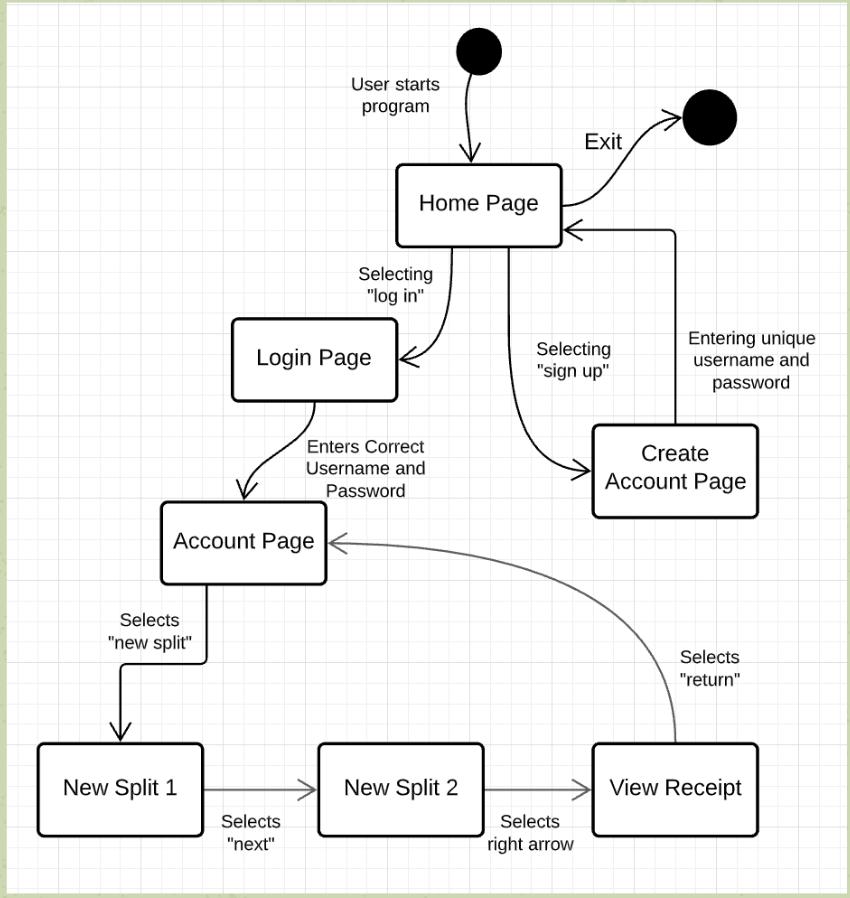 User starts
program
Exit
Home Page
Selecting
"log in"
Login Page
Selecting
"sign up"
Entering unique
username and
password
Create
Account Page
Enters Correct
Username and
Password
Account Page
Selects
"new split"
Selects
"return"
New Split 1
Selects
"next"
New Split 2
Selects
right arrow
View Receipt